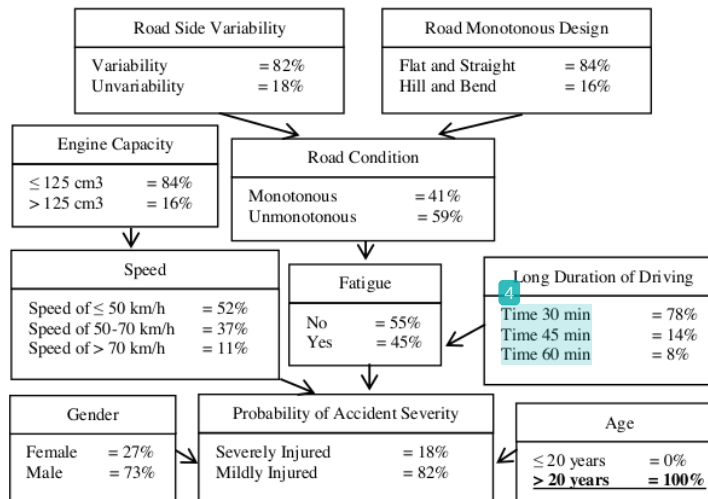 Road Side Variability
Variability = 82%
Unvariability = 18%
Road Monotonous Design
Flat and Straight = 84%
Hill and Bend = 16%
Engine Capacity
≤ 125 cm3 = 84%
> 125 cm3 = 16%
Road Condition
Monotonous = 41%
Unmonotonous = 59%
Speed
Speed of ≤ 50 km/h = 52%
Speed of 50-70 km/h = 37%
Speed of > 70 km/h = 11%
Fatigue
No = 55%
Yes = 45%
Long Duration of Driving
4
Time 30 min = 78%
Time 45 min = 14%
Time 60 min = 8%
Gender
Female = 27%
Male = 73%
Probability of Accident Severity
Severely Injured = 18%
Mildly Injured = 82%
Age
≤ 20 years = 0%
> 20 years = 100%